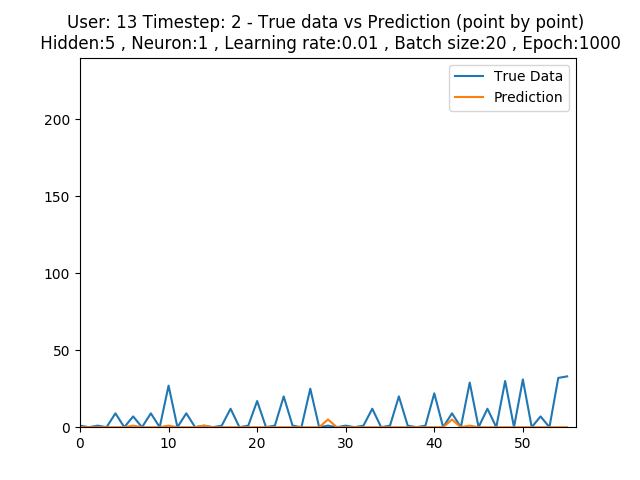 User: 13 Timestep: 2 - True data vs Prediction (point by point)
Hidden:5 , Neuron:1 , Learning rate:0.01 , Batch size:20 , Epoch:1000
True Data
Prediction
200
150
100
50
0
0 10 20 30 40 50